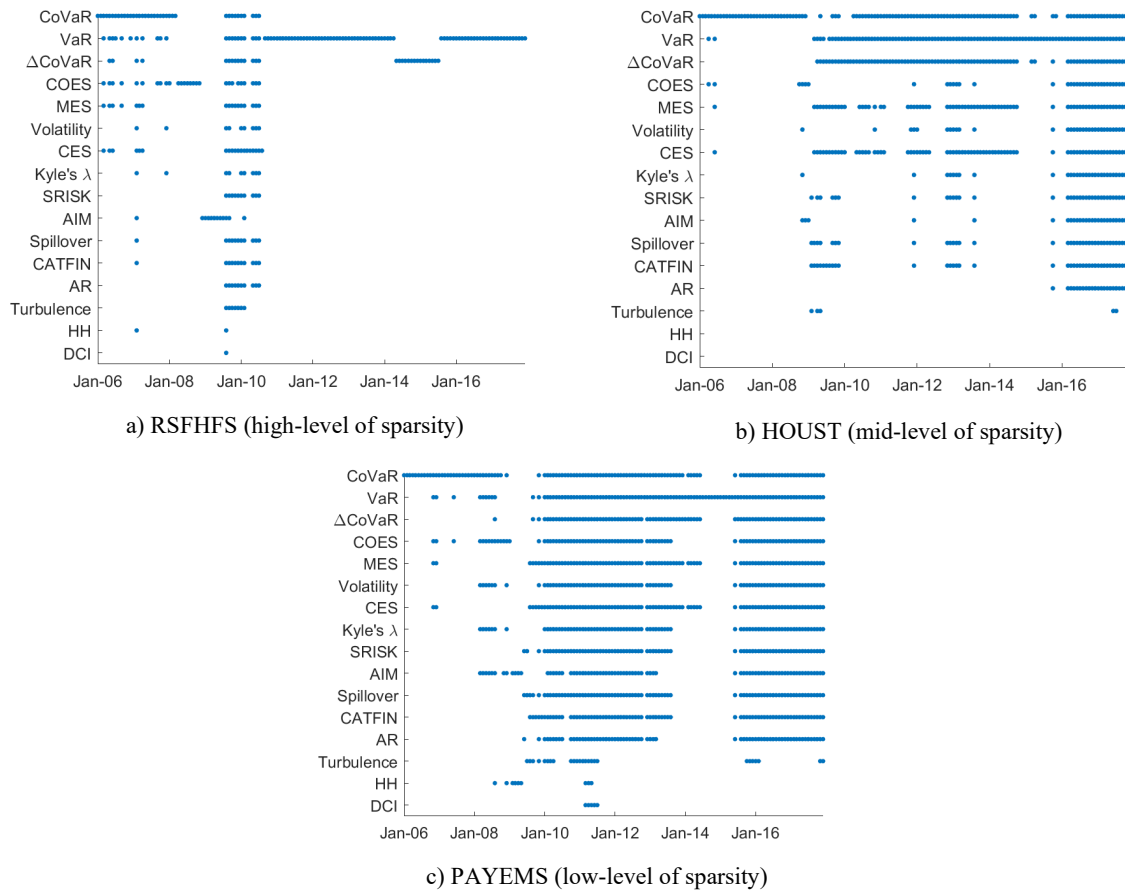 CoVaR
VaR
ΔCoVaR
COES
MES
Volatility
CES
Kyle's λ
SRISK
AIM
Spillover
CATFIN
AR
Turbulence
HH
DCI
Jan-06 Jan-08 Jan-10 Jan-12 Jan-14 Jan-16
a) RSFHFS (high-level of sparsity)
CoVaR
VaR
ΔCoVaR
COES
MES
Volatility
CES
Kyle's λ
SRISK
AIM
Spillover
CATFIN
AR
Turbulence
HH
DCI
Jan-06 Jan-08 Jan-10 Jan-12 Jan-14 Jan-16
b) HOUST (mid-level of sparsity)
CoVaR
VaR
ΔCoVaR
COES
MES
Volatility
CES
Kyle's λ
SRISK
AIM
Spillover
CATFIN
AR
Turbulence
HH
DCI
Jan-06 Jan-08 Jan-10 Jan-12 Jan-14 Jan-16
c) PAYEMS (low-level of sparsity)